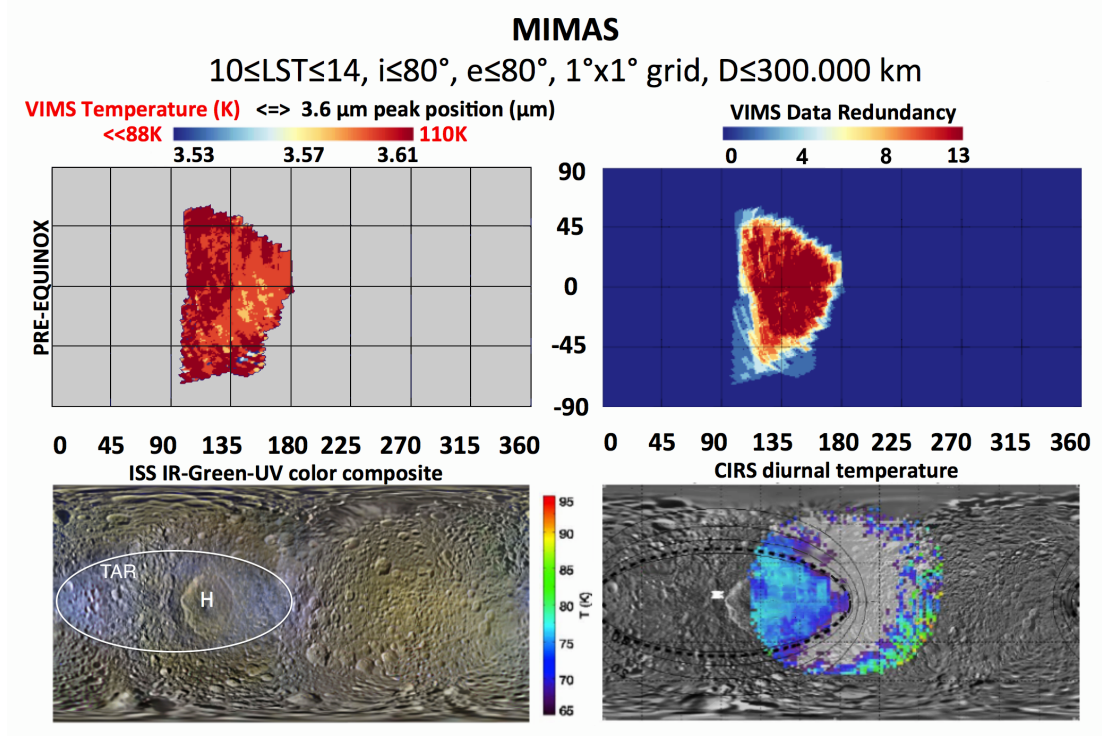 MIMAS
10≤LST≤14, i≤80°, e≤80°, 1°x1° grid, D≤300.000 km
VIMS Temperature (K) <=> 3.6 µm peak position (µm)
<<88K 110K
3.53 3.57 3.61
VIMS Data Redundancy
0 4 8 13
PRE-EQUINOX
90
45
0
-45
-90
0 45 90 135 180 225 270 315 360
0 45 90 135 180 225 270 315 360
ISS IR-Green-UV color composite
CIRS diurnal temperature
TAR
H
95
90
85
80
75
70
65
T (K)